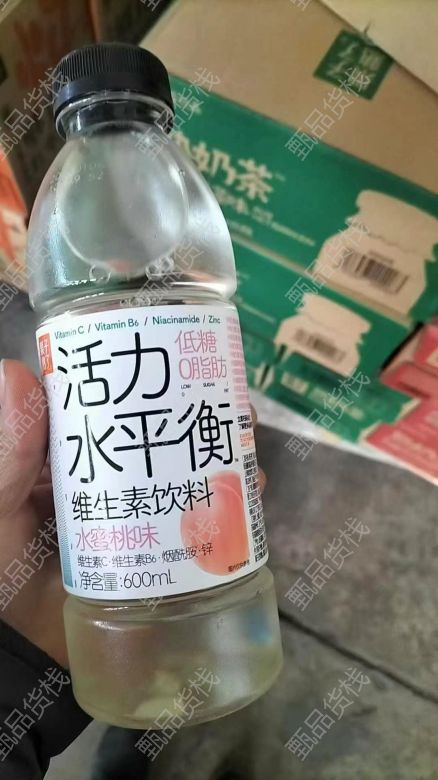 Vitamin C / Vitamin B6 / Niacinamide / Zinc
活力
低糖
0脂肪
水平衡
维生素饮料
水蜜桃味
维生素C·维生素B6·烟酰胺·锌
净含量:600mL
奶茶
甄品货栈